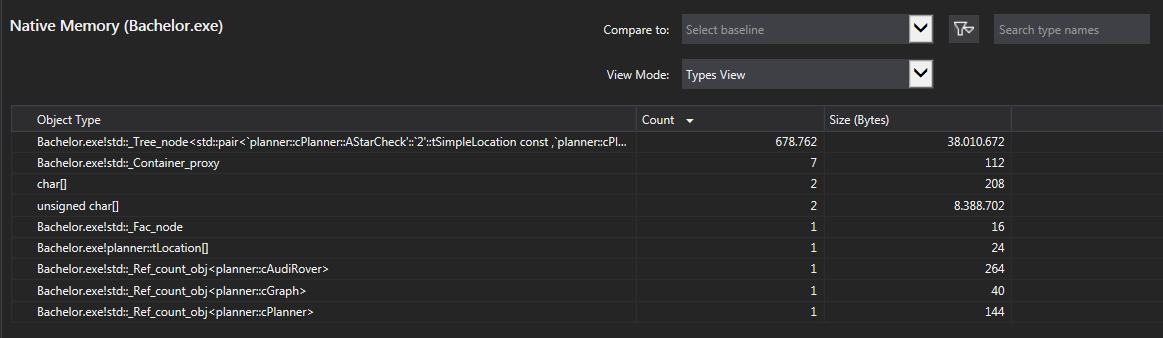 Native Memory (Bachelor.exe)
Compare to: Select baseline Search type names
View Mode: Types View
Object Type Count Size (Bytes)
Bachelor.exe!std::_Tree_node<std::pair<`planner::cPlanner::AStarCheck'::`2'::tSimpleLocation const ,`planner::cPl... 678.762 38.010.672
Bachelor.exe!std::_Container_proxy 7 112
char[] 2 208
unsigned char[] 2 8.388.702
Bachelor.exe!std::_Fac_node 1 16
Bachelor.exe!planner::tLocation[] 1 24
Bachelor.exe!std::_Ref_count_obj<planner::cAudiRover> 1 264
Bachelor.exe!std::_Ref_count_obj<planner::cGraph> 1 40
Bachelor.exe!std::_Ref_count_obj<planner::cPlanner> 1 144